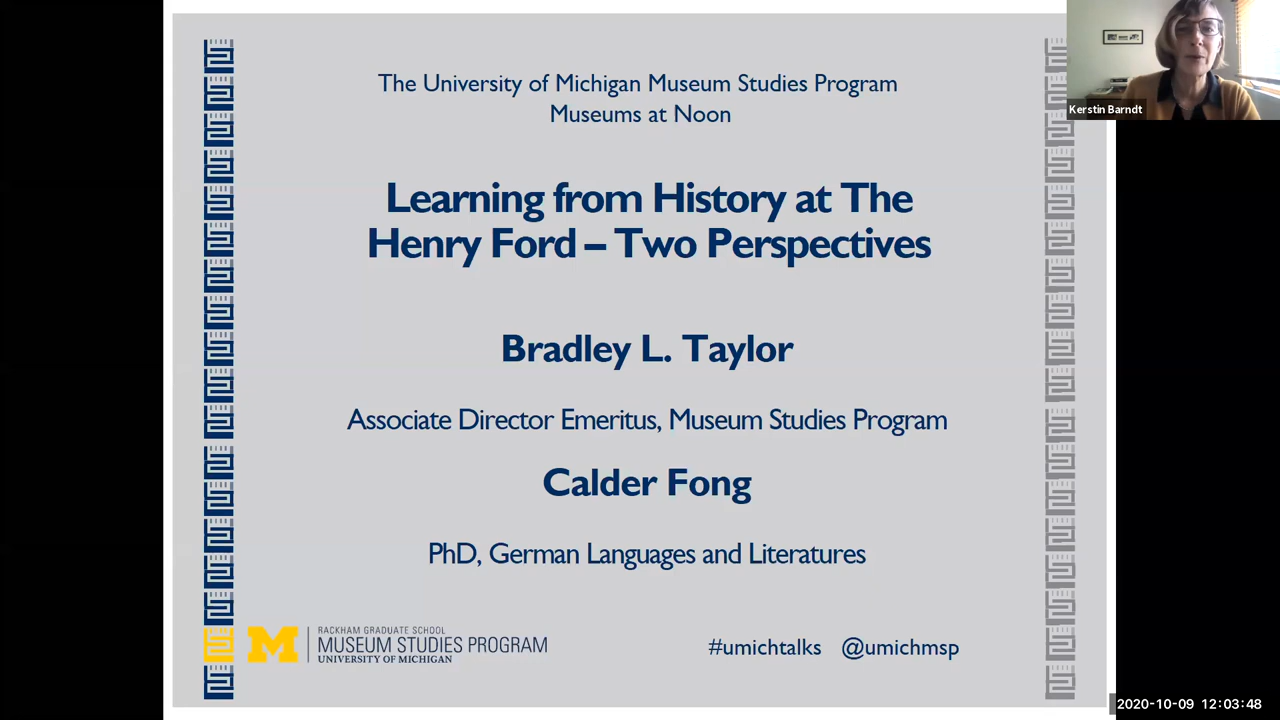 The University of Michigan Museum Studies Program
Museums at Noon
Learning from History at The
Henry Ford – Two Perspectives
Bradley L. Taylor
Associate Director Emeritus, Museum Studies Program
Calder Fong
PhD, German Languages and Literatures
M
RACKHAM GRADUATE SCHOOL
MUSEUM STUDIES PROGRAM
UNIVERSITY OF MICHIGAN
#umichtalks @umichmsp
Kerstin Barndt
2020-10-09 12:03:48